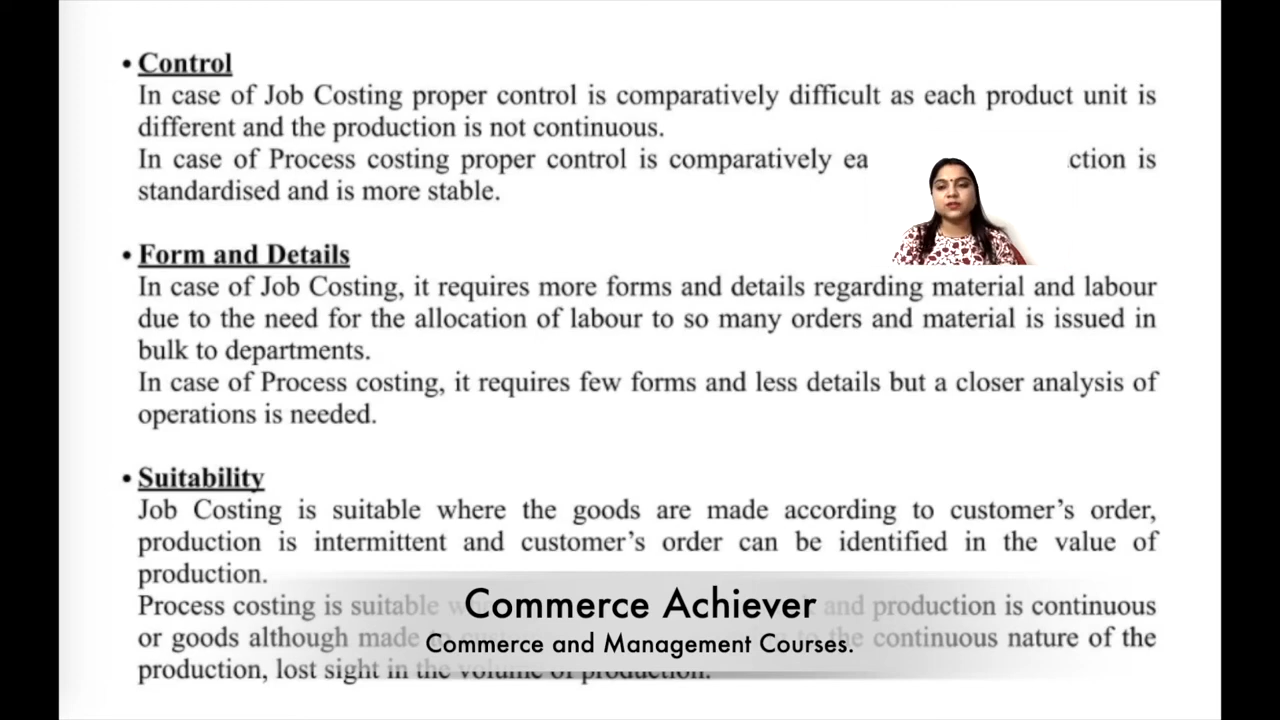 • Control
In case of Job Costing proper control is comparatively difficult as each product unit is
different and the production is not continuous.
In case of Process costing proper control is comparatively ea ction is
standardised and is more stable.
• Form and Details
In case of Job Costing, it requires more forms and details regarding material and labour
due to the need for the allocation of labour to so many orders and material is issued in
bulk to departments.
In case of Process costing, it requires few forms and less details but a closer analysis of
operations is needed.
• Suitability
Job Costing is suitable where the goods are made according to customer’s order,
production is intermittent and customer’s order can be identified in the value of
production.
Process costing is suitable and production is continuous
or goods although made to the continuous nature of the
production, lost sight in the volume of production.
Commerce Achiever
Commerce and Management Courses.